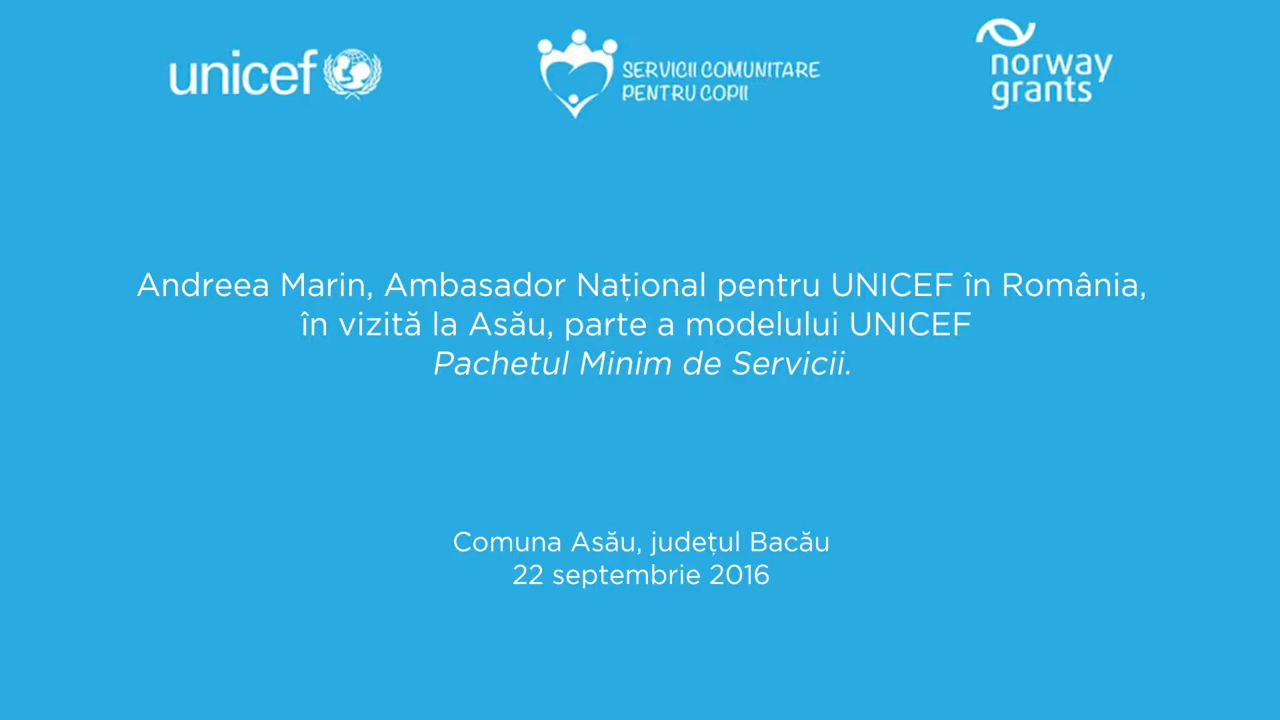 unicef
SERVICII COMUNITARE
PENTRU COPII
norway
grants
Andreea Marin, Ambasador Național pentru UNICEF în România,
în vizită la Asău, parte a modelului UNICEF
Pachetul Minim de Servicii.
Comuna Asău, județul Bacău
22 septembrie 2016